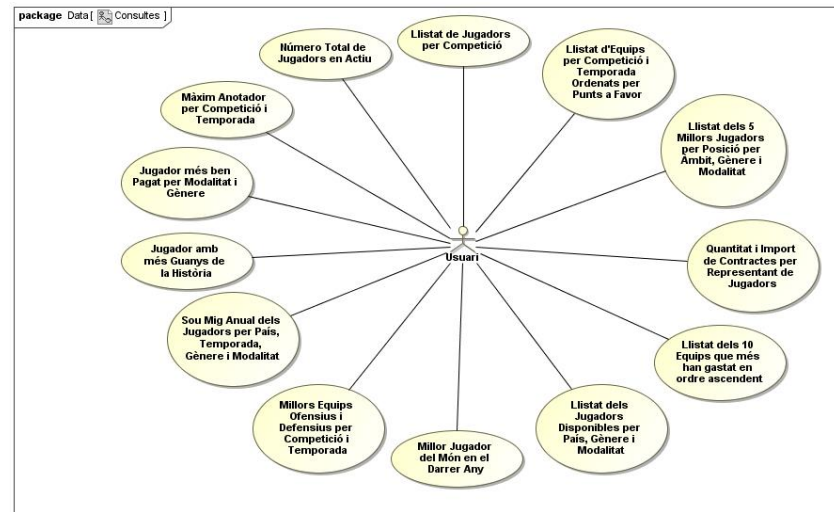 package Data [ Consultes ]
Llistat de Jugadors
per Competició
Número Total de
Jugadors en Actiu
Llistat d'Equips
per Competició i
Temporada
Ordenats per
Punts a Favor
Màxim Anotador
per Competició i
Temporada
Llistat dels 5
Millors Jugadors
per Posició per
Àmbit, Gènere i
Modalitat
Jugador més ben
Pagat per Modalitat i
Gènere
Usuari
Jugador amb
més Guanys de
la Història
Quantitat i Import
de Contractes per
Representant de
Jugadors
Sou Mig Anual dels
Jugadors per País,
Temporada,
Gènere i Modalitat
Llistat dels 10
Equips que més
han gastat en
ordre ascendent
Millors Equips
Ofensius i
Defensius per
Competició i
Temporada
Millor Jugador
del Món en el
Darrer Any
Llistat dels
Jugadors
Disponibles per
País, Gènere i
Modalitat